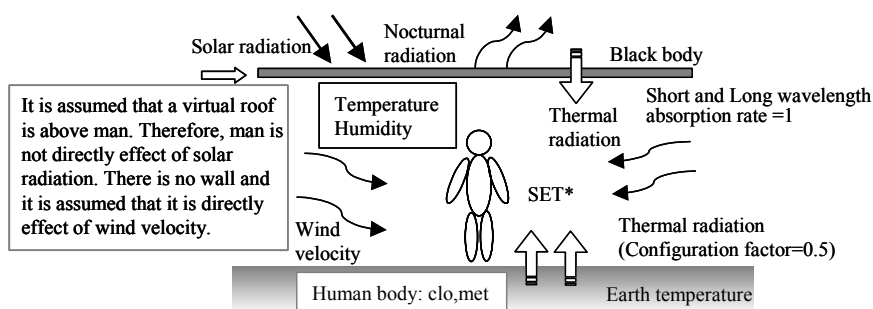 Solar radiation
Nocturnal
radiation
Black body
It is assumed that a virtual roof
is above man. Therefore, man is
not directly effect of solar
radiation. There is no wall and
it is assumed that it is directly
effect of wind velocity.
Temperature
Humidity
Thermal
radiation
Short and Long wavelength
absorption rate =1
SET*
Wind
velocity
Thermal radiation
(Configuration factor=0.5)
Human body: clo,met
Earth temperature